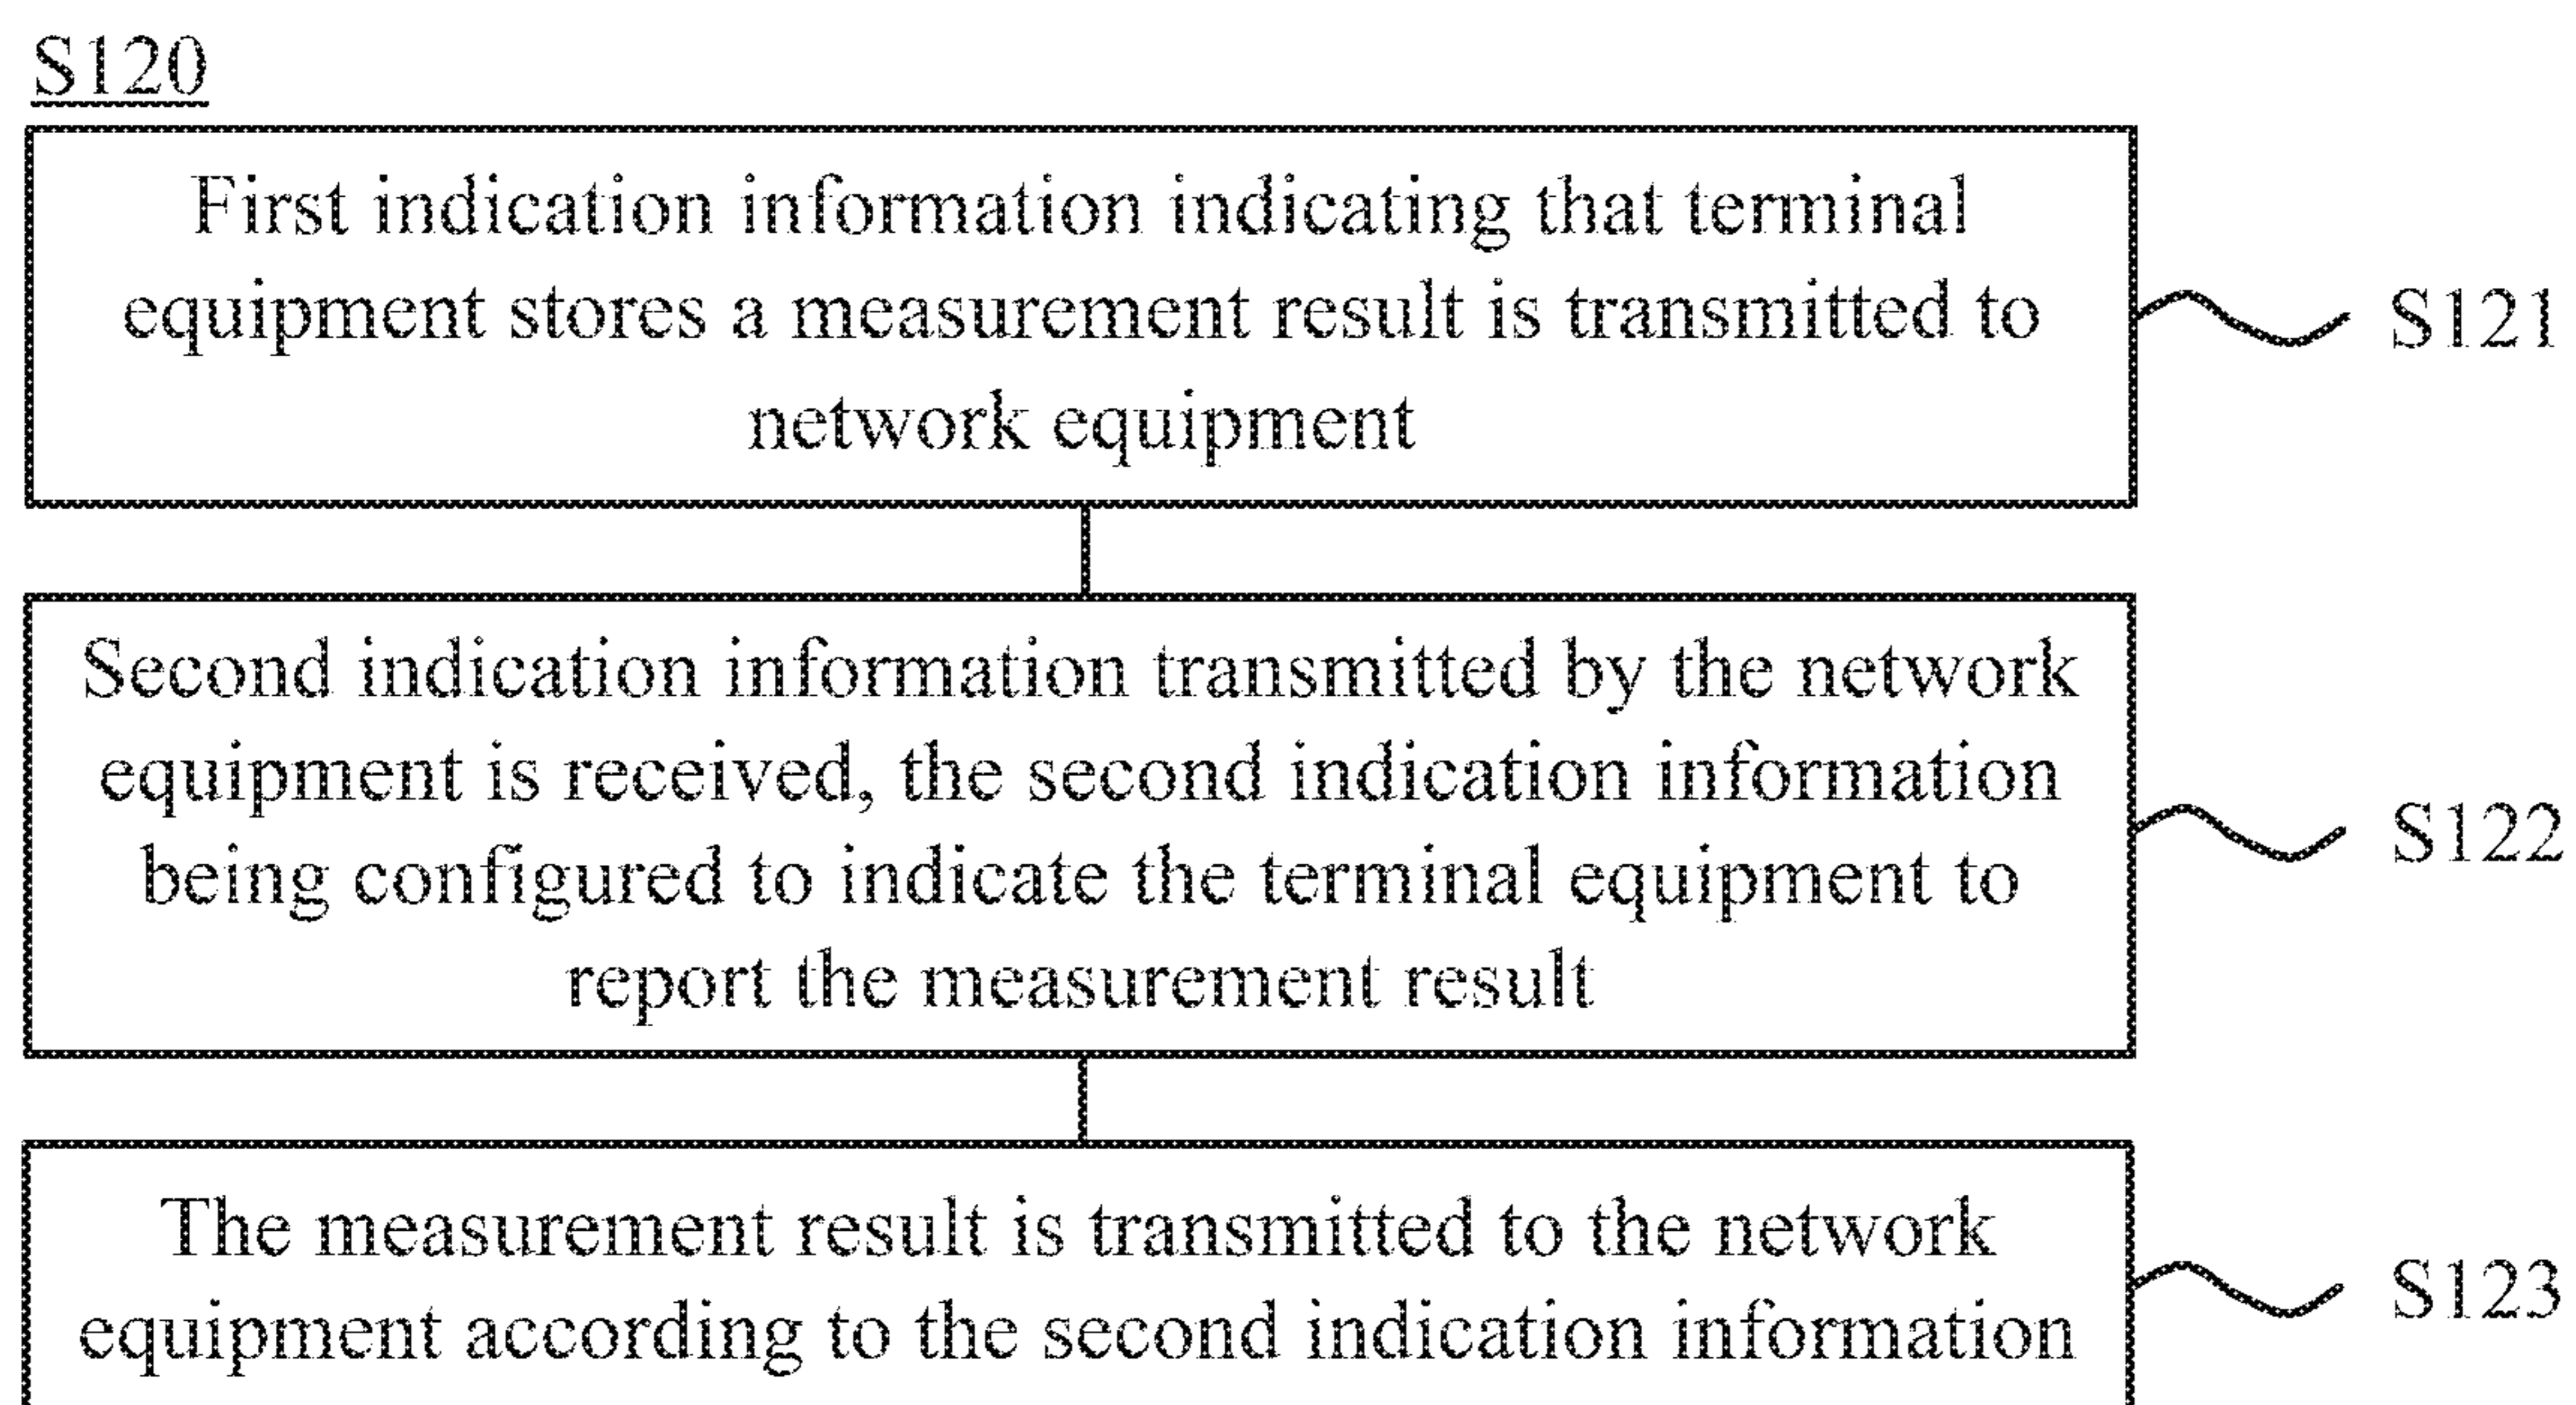 S120
First indication information indicating that terminal
equipment stores a measurement result is transmitted to
network equipment
S121
Second indication information transmitted by the network
equipment is received, the second indication information
being configured to indicate the terminal equipment to
report the measurement result
S122
The measurement result is transmitted to the network
equipment according to the second indication information
S123